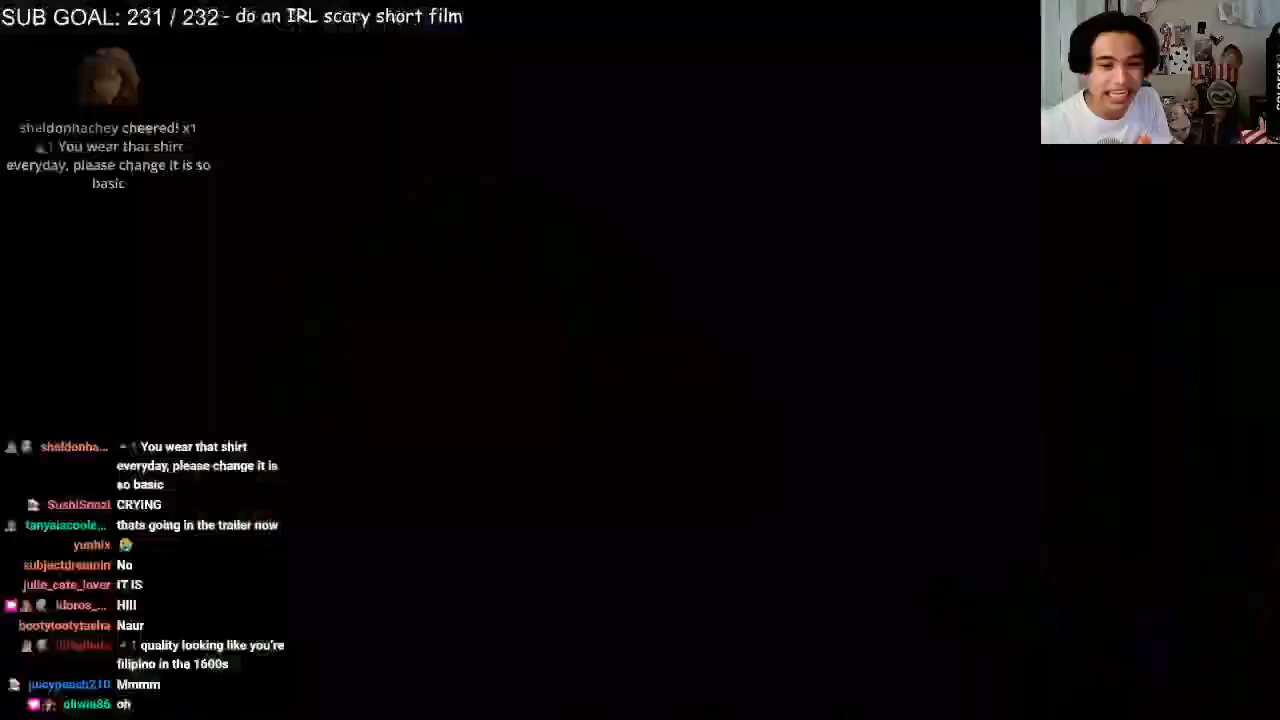 SUB GOAL: 231 / 232 - do an IRL scary short film
sheldonhachey cheered! x1
You wear that shirt
everyday, please change it is so
basic
sheldonha... You wear that shirt
everyday, please change it is
so basic
CRYING
tanyaiscoole... thats going in the trailer now
yunhix
No
julie_cate_lover IT IS
HIII
bootytootytasha Naur
quality looking like you're
filipino in the 1600s
juicypeach210 Mmmm
oliwia86 oh